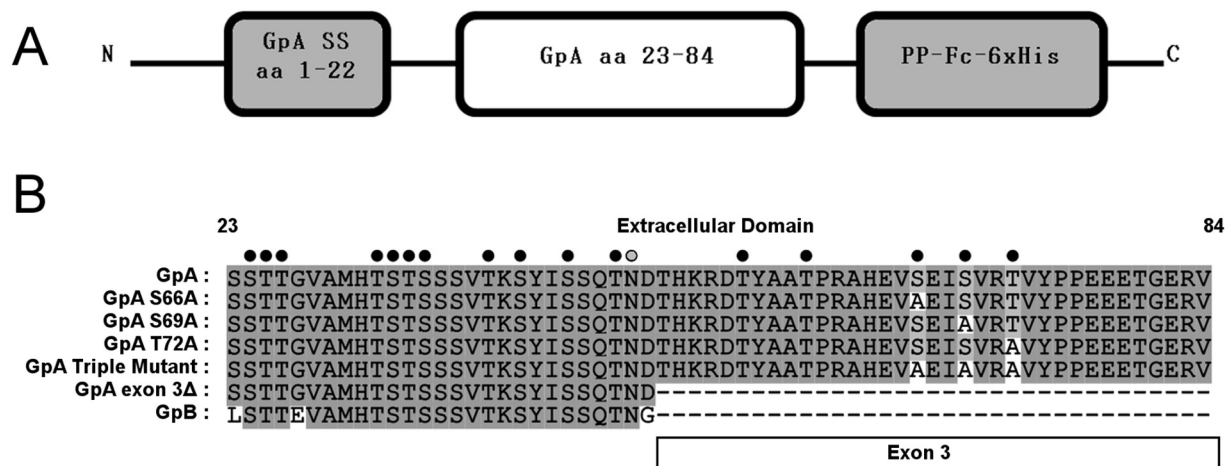 A
N
GpA SS
aa 1-22
GpA aa 23-84
PP-Fc-6xHis
C
B
23 Extracellular Domain 84
GpA : SSTTGVAMHTSTSSSVTKSYISSQTNDTHKRDTYAATPRAHEVSEISVRTVYPPEEETGERV
GpA S66A : SSTTGVAMHTSTSSSVTKSYISSQTNDTHKRDTYAATPRAHEVAEISVRTVYPPEEETGERV
GpA S69A : SSTTGVAMHTSTSSSVTKSYISSQTNDTHKRDTYAATPRAHEVSEIAVRTVYPPEEETGERV
GpA T72A : SSTTGVAMHTSTSSSVTKSYISSQTNDTHKRDTYAATPRAHEVSEISVRAVYPPEEETGERV
GpA Triple Mutant : SSTTGVAMHTSTSSSVTKSYISSQTNDTHKRDTYAATPRAHEVAEIAVRAVYPPEEETGERV
GpA exon 3Δ : SSTTGVAMHTSTSSSVTKSYISSQTND-----------------------------------
GpB : LSTTEVAMHTSTSSSVTKSYISSQTNG-----------------------------------
Exon 3